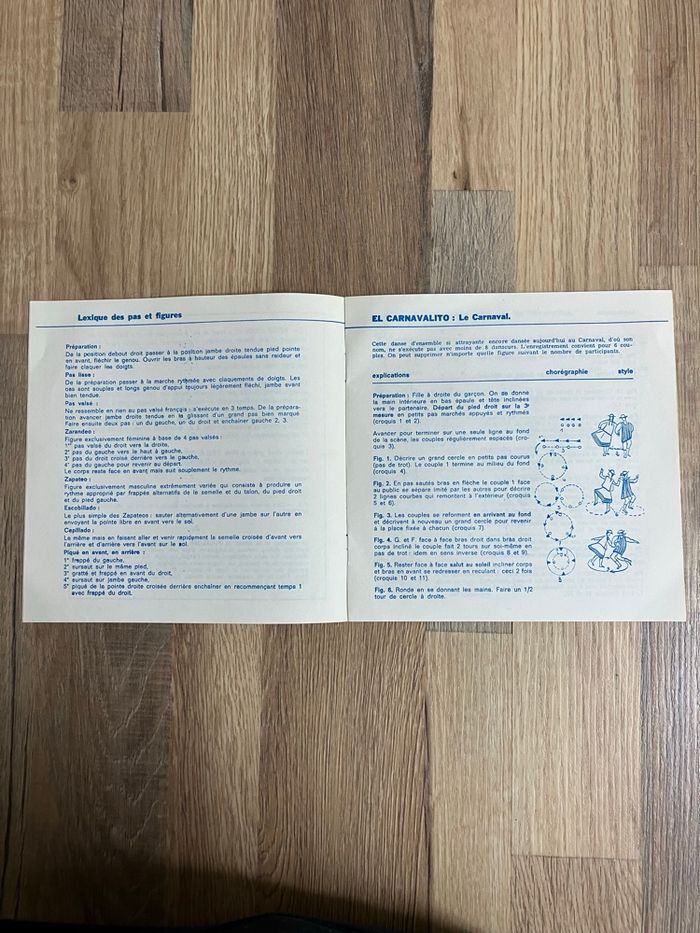 Lexique des pas et figures
Préparation :
De la position debout droit passer à la position jambe droite tendue pied pointe
en avant, fléchir le genou. Ouvrir les bras à hauteur des épaules sans raideur et
faire claquer les doigts.
Pas lisse :
De la préparation passer à la marche rythmée avec claquements de doigts. Les
pas sont souples et longs genou d'appui toujours légèrement fléchi, jambe avant
bien tendue.
Pas valsé :
Ne ressemble en rien au pas valsé français : s'exécute en 3 temps. De la prépara-
tion avancer jambe droite tendue en la glissant d'un grand pas bien marqué
Faire ensuite deux pas : un du gauche, un du droit et enchaîner gauche 2, 3.
Zarandeo :
Figure exclusivement féminine à base de 4 pas valsés :
1° pas valsé du droit vers la droite,
2° pas du gauche vers le haut à gauche,
3° pas du droit croisé derrière vers le gauche,
4° pas du gauche pour revenir au départ.
Le corps reste face en avant mais suit souplement le rythme.
Zapateo :
Figure exclusivement masculine extrêmement variée qui consiste à produire un
rythme approprié par frappés alternatifs de la semelle et du talon, du pied droit
et du pied gauche.
Escobillado :
Le plus simple des Zapateos : sauter alternativement d'une jambe sur l'autre en
envoyant la pointe libre en avant vers le sol.
Cepillado :
Le même mais en faisant aller et venir rapidement la semelle croisée d'avant vers
l'arrière et d'arrière vers l'avant sur le sol.
Piqué en avant, en arrière :
1° frappé du gauche,
2° sursaut sur le même pied,
3° gratté et frappé en avant du droit,
4° sursaut sur jambe gauche,
5° piqué de la pointe droite croisée derrière enchaîner en recommençant temps 1
avec frappé du droit.
EL CARNAVALITO : Le Carnaval.
Cette danse d'ensemble si attrayante encore dansée aujourd'hui au Carnaval, d'où son
nom, ne s'exécute pas avec moins de 8 danseurs. L'enregistrement convient pour 6 cou-
ples. On peut supprimer n'importe quelle figure suivant le nombre de participants.
explications chorégraphie style
Préparation : Fille à droite du garçon. On se donne
la main intérieure en bas épaule et tête inclinées
vers le partenaire. Départ du pied droit sur la 3e
mesure en petits pas marchés appuyés et rythmés
(croquis 1 et 2).
Avancer pour terminer sur une seule ligne au fond
de la scène, les couples régulièrement espacés (cro-
quis 3).
Fig. 1. Décrire un grand cercle en petits pas courus
(pas de trot). Le couple 1 termine au milieu du fond
(croquis 4).
Fig. 2. En pas sautés bras en flèche le couple 1 face
au public se sépare imité par les autres pour décrire
2 lignes courbes qui remontent à l'extérieur (croquis
5 et 6).
Fig. 3. Les couples se reforment en arrivant au fond
et décrivent à nouveau un grand cercle pour revenir
à la place fixée à chacun (croquis 7).
Fig. 4. G. et F. face à face bras droit dans bras droit
corps incliné le couple fait 2 tours sur soi-même en
pas de trot : idem en sens inverse (croquis 8 et 9).
Fig. 5. Rester face à face salut au soleil incliner corps
et bras en avant se redresser en reculant : ceci 2 fois
(croquis 10 et 11).
Fig. 6. Ronde en se donnant les mains. Faire un 1/2
tour de cercle à droite.